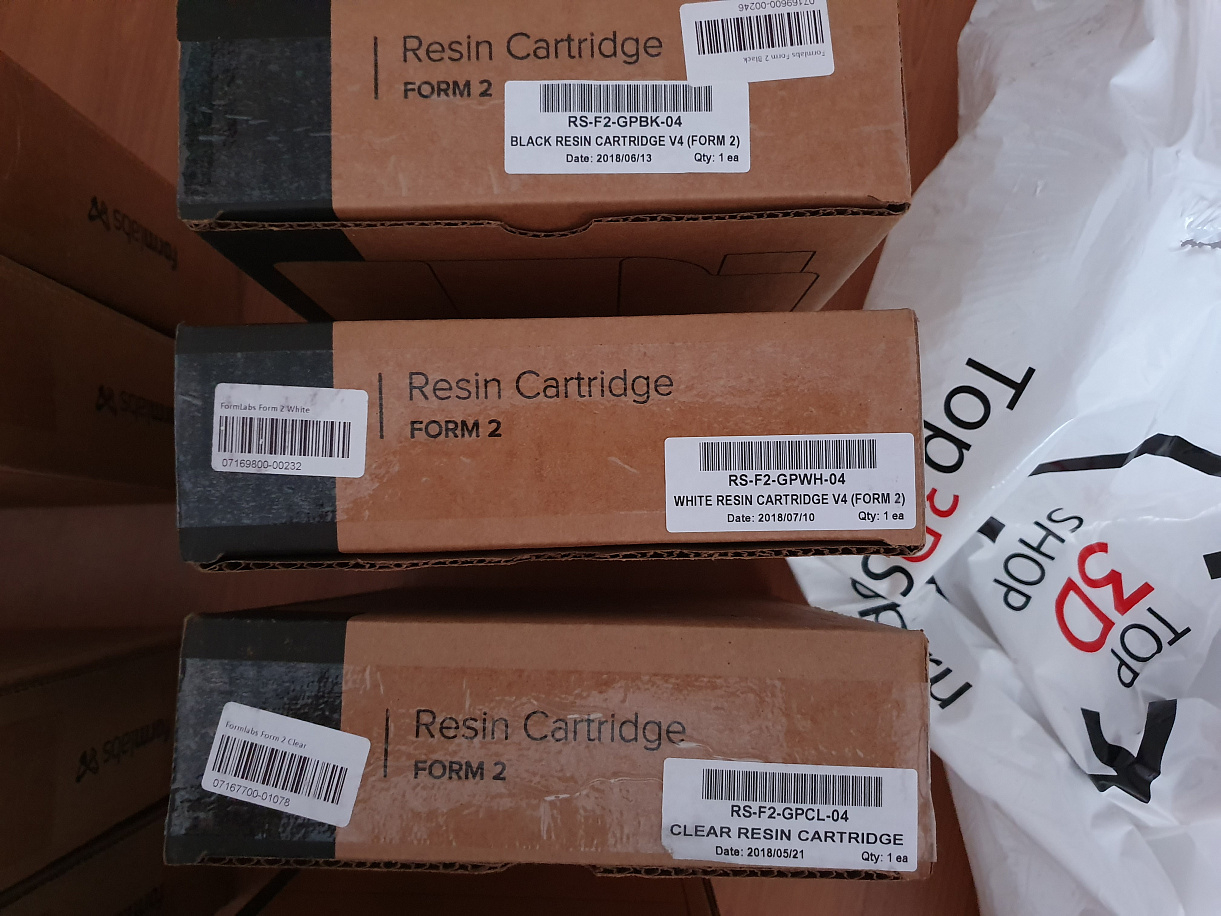 07169600-00246
Formlabs Form 2 Black
Resin Cartridge
FORM 2
RS-F2-GPBK-04
BLACK RESIN CARTRIDGE V4 (FORM 2)
Date: 2018/06/13 Qty: 1 ea
formlabs
Resin Cartridge
FORM 2
FormLabs Form 2 White
07169800-00232
RS-F2-GPWH-04
WHITE RESIN CARTRIDGE V4 (FORM 2)
Date: 2018/07/10 Qty: 1 ea
formlabs
Resin Cartridge
FORM 2
Formlabs Form 2 Clear
07167700-01078
RS-F2-GPCL-04
CLEAR RESIN CARTRIDGE
Date: 2018/05/21 Qty: 1 ea
formlabs
TOP
3D
SHOP